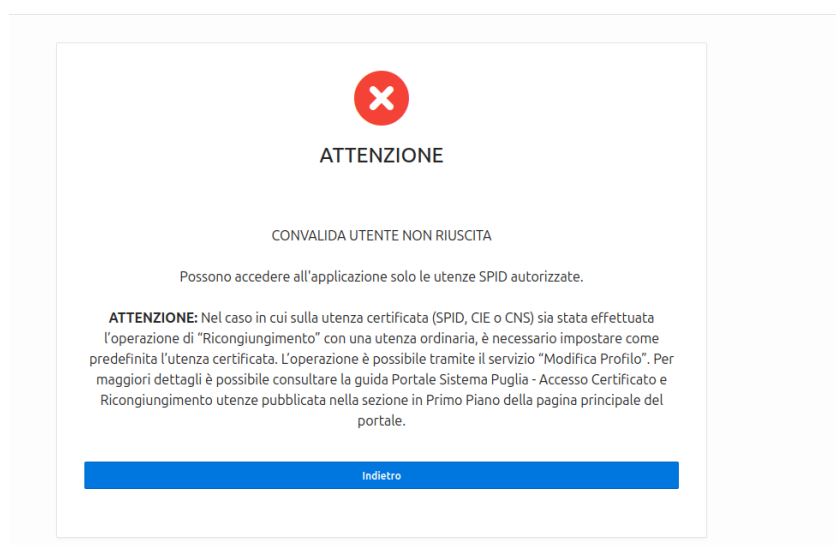 ATTENZIONE
CONVALIDA UTENTE NON RIUSCITA
Possono accedere all'applicazione solo le utenze SPID autorizzate.
ATTENZIONE: Nel caso in cui sulla utenza certificata (SPID, CIE o CNS) sia stata effettuata
l'operazione di “Ricongiungimento” con una utenza ordinaria, è necessario impostare come
predefinita l'utenza certificata. L'operazione è possibile tramite il servizio “Modifica Profilo”. Per
maggiori dettagli è possibile consultare la guida Portale Sistema Puglia - Accesso Certificato e
Ricongiungimento utenze pubblicata nella sezione in Primo Piano della pagina principale del
portale.
Indietro